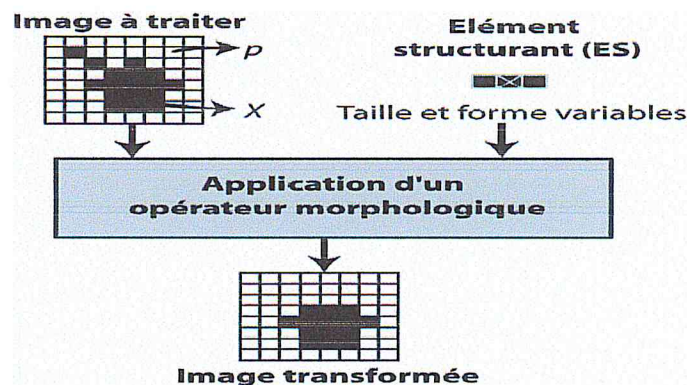 Image à traiter
p
X
Elément
structurant (ES)
Taille et forme variables
Application d'un
opérateur morphologique
Image transformée